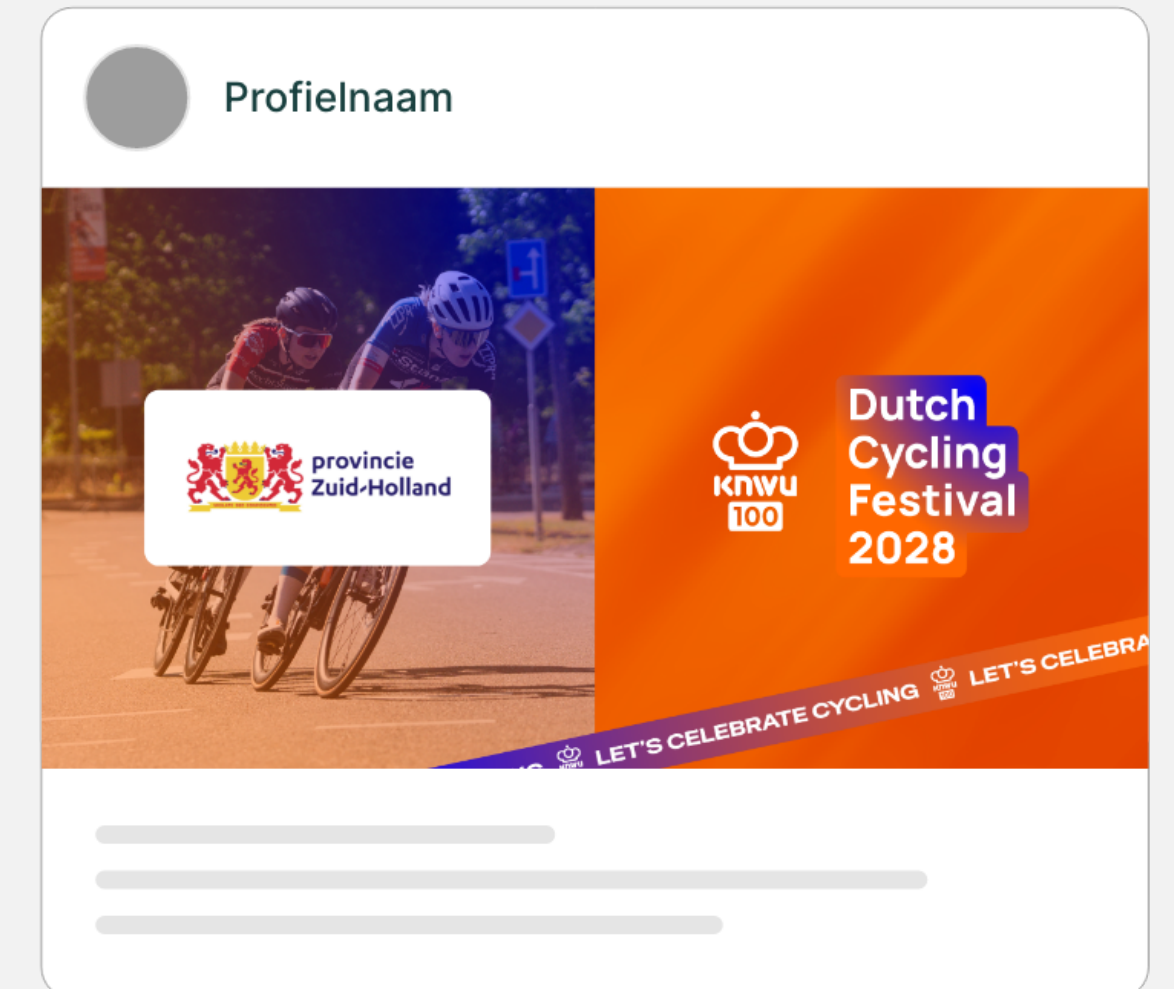 Profielnaam
provincie
Zuid-Holland
KNWU
100
Dutch
Cycling
Festival
2028
LET'S CELEBRATE CYCLING
LET'S CELEBRA